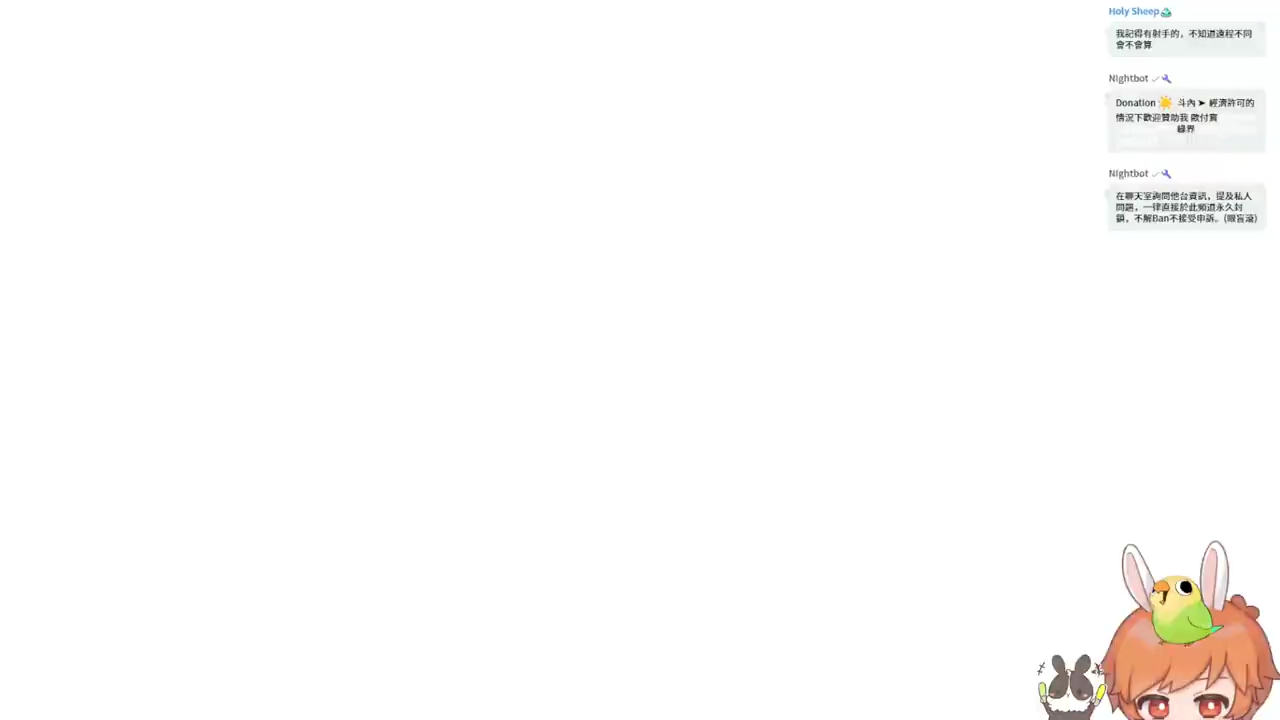 Holy Sheep
我記得有射手的，不知道遠程不同
會不會算
Nightbot
Donation ☀️ 斗內 ➤ 經濟許可的
情況下歡迎贊助我 歐付寶
綠界
Nightbot
在聊天室詢問他台資訊，提及私人
問題，一律直接於此頻道永久封
鎖，不解Ban不接受申訴。(眼盲滾)